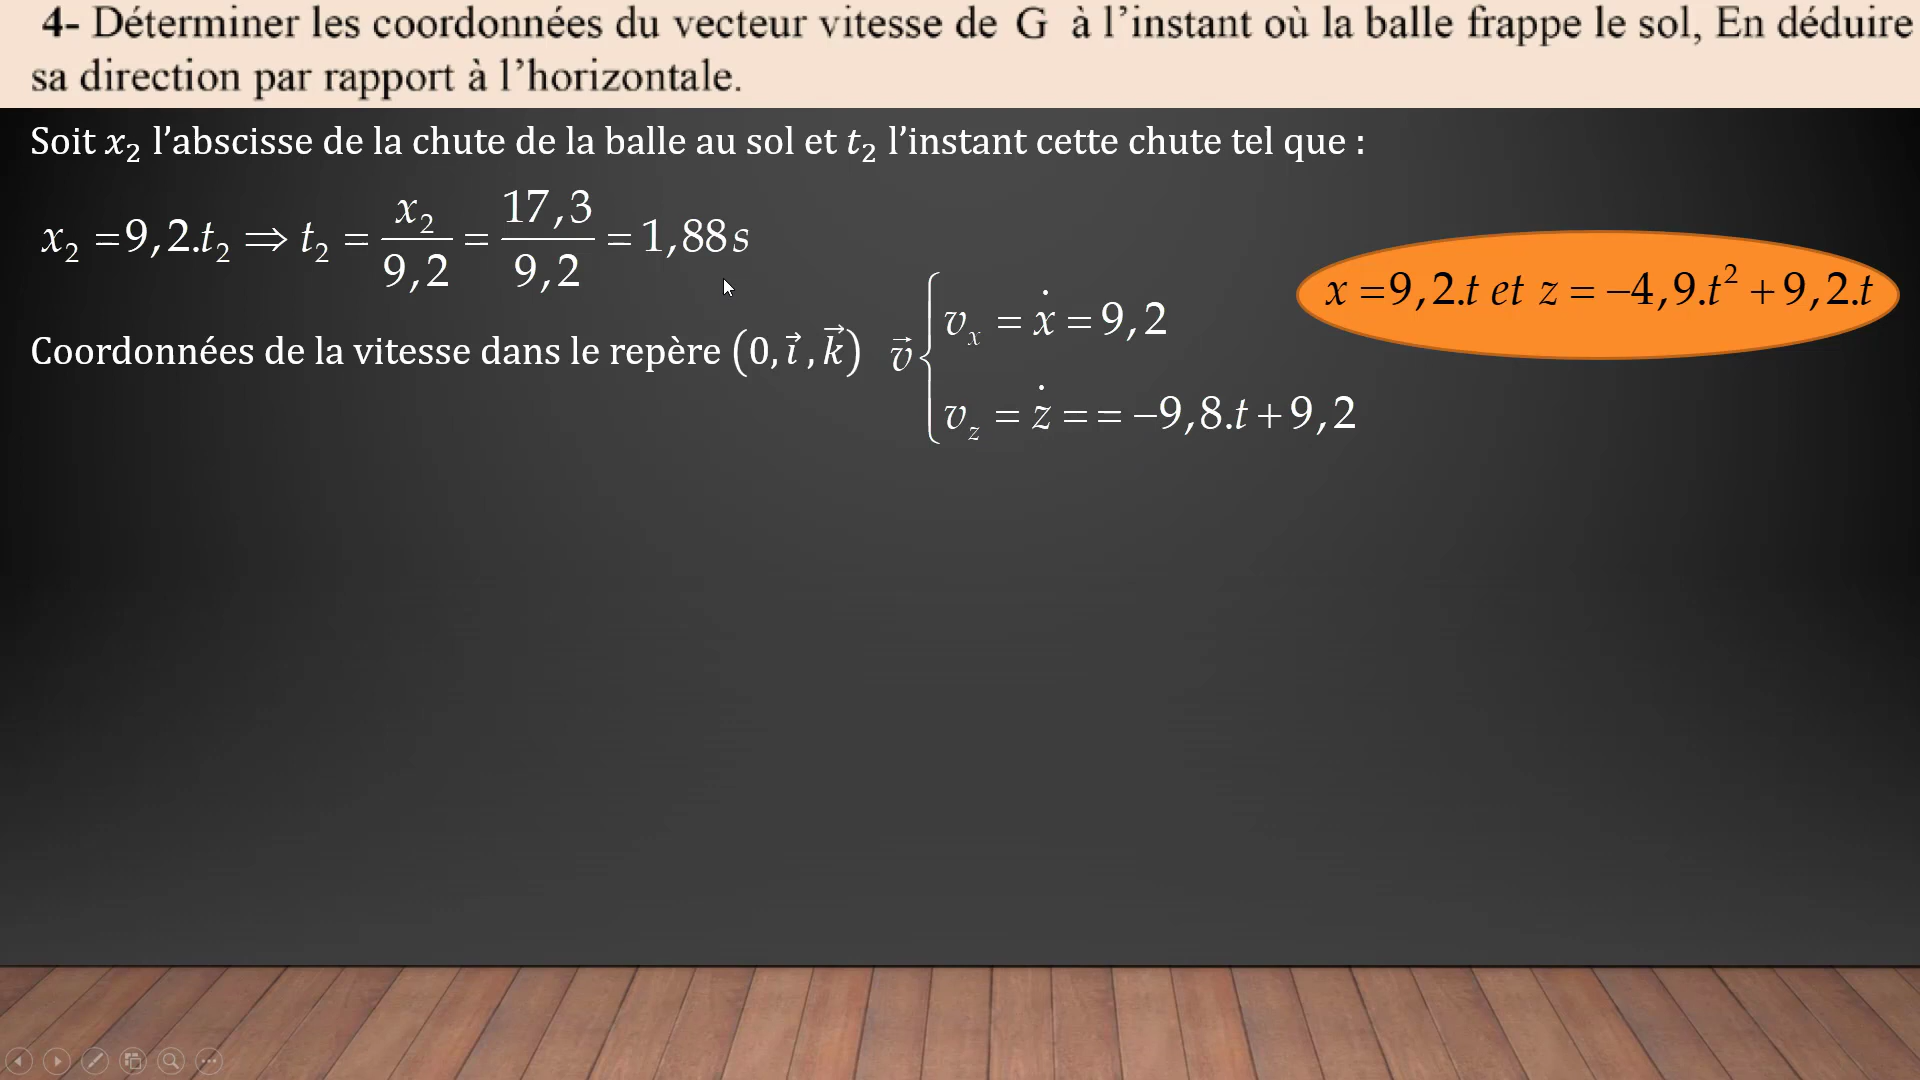 4- Déterminer les coordonnées du vecteur vitesse de G à l’instant où la balle frappe le sol, En déduire
sa direction par rapport à l’horizontale.
Soit x₂ l’abscisse de la chute de la balle au sol et t₂ l’instant cette chute tel que :
x₂ =9,2.t₂ ⇒ t₂ = x₂/9,2 = 17,3/9,2 = 1,88s
x =9,2.t et z = −4,9.t² + 9,2.t
Coordonnées de la vitesse dans le repère (0, i⃗ , k⃗) v⃗ {
vₓ = ẋ = 9,2
v_z = ż = = −9,8.t + 9,2